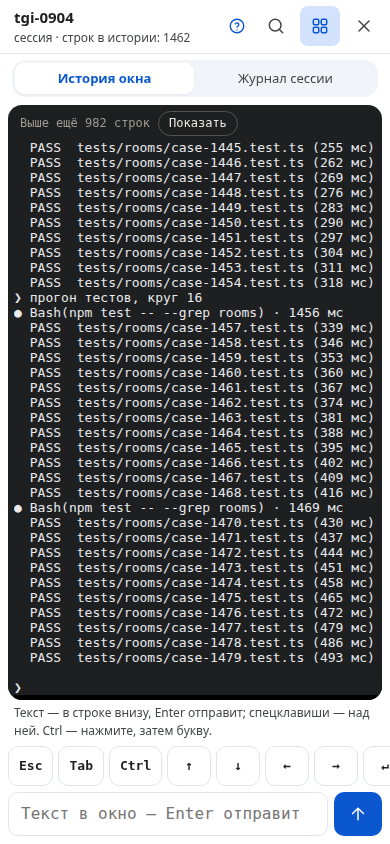 tgi-0904
сессия · строк в истории: 1462
История окна
Журнал сессии
Выше ещё 982 строк Показать
PASS tests/rooms/case-1445.test.ts (255 мс)
PASS tests/rooms/case-1446.test.ts (262 мс)
PASS tests/rooms/case-1447.test.ts (269 мс)
PASS tests/rooms/case-1448.test.ts (276 мс)
PASS tests/rooms/case-1449.test.ts (283 мс)
PASS tests/rooms/case-1450.test.ts (290 мс)
PASS tests/rooms/case-1451.test.ts (297 мс)
PASS tests/rooms/case-1452.test.ts (304 мс)
PASS tests/rooms/case-1453.test.ts (311 мс)
PASS tests/rooms/case-1454.test.ts (318 мс)
❯ прогон тестов, круг 16
● Bash(npm test -- --grep rooms) · 1456 мс
PASS tests/rooms/case-1457.test.ts (339 мс)
PASS tests/rooms/case-1458.test.ts (346 мс)
PASS tests/rooms/case-1459.test.ts (353 мс)
PASS tests/rooms/case-1460.test.ts (360 мс)
PASS tests/rooms/case-1461.test.ts (367 мс)
PASS tests/rooms/case-1462.test.ts (374 мс)
PASS tests/rooms/case-1463.test.ts (381 мс)
PASS tests/rooms/case-1464.test.ts (388 мс)
PASS tests/rooms/case-1465.test.ts (395 мс)
PASS tests/rooms/case-1466.test.ts (402 мс)
PASS tests/rooms/case-1467.test.ts (409 мс)
PASS tests/rooms/case-1468.test.ts (416 мс)
● Bash(npm test -- --grep rooms) · 1469 мс
PASS tests/rooms/case-1470.test.ts (430 мс)
PASS tests/rooms/case-1471.test.ts (437 мс)
PASS tests/rooms/case-1472.test.ts (444 мс)
PASS tests/rooms/case-1473.test.ts (451 мс)
PASS tests/rooms/case-1474.test.ts (458 мс)
PASS tests/rooms/case-1475.test.ts (465 мс)
PASS tests/rooms/case-1476.test.ts (472 мс)
PASS tests/rooms/case-1477.test.ts (479 мс)
PASS tests/rooms/case-1478.test.ts (486 мс)
PASS tests/rooms/case-1479.test.ts (493 мс)
❯
Текст — в строке внизу, Enter отправит; спецклавиши — над
ней. Ctrl — нажмите, затем букву.
Esc Tab Ctrl ↑ ↓ ← → ↵
Текст в окно — Enter отправит